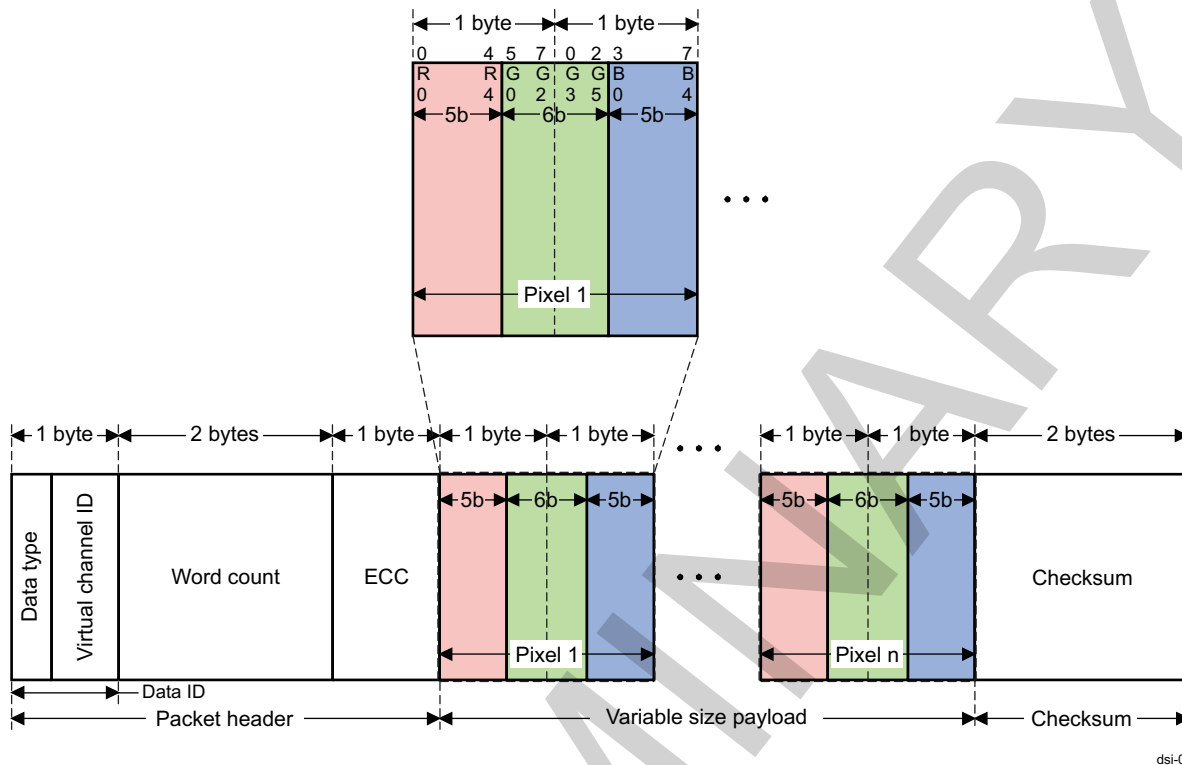 1 byte 1 byte
0 4 5 7 0 2 3 7
R R G G G G B B
0 4 0 2 3 5 0 4
5b 6b 5b
Pixel 1
1 byte 2 bytes 1 byte 1 byte 1 byte 1 byte 1 byte 2 bytes
5b 6b 5b 5b 6b 5b
Data type
Virtual channel ID
Word count
ECC
Checksum
Pixel 1 Pixel n
Data ID
Packet header Variable size payload Checksum
MINARY